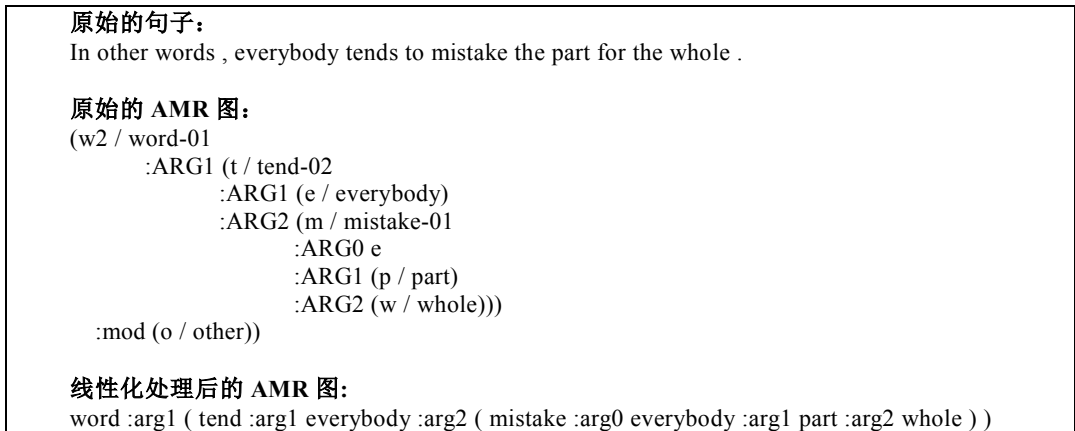 原始的句子：
In other words , everybody tends to mistake the part for the whole .
原始的 AMR 图：
(w2 / word-01
:ARG1 (t / tend-02
:ARG1 (e / everybody)
:ARG2 (m / mistake-01
:ARG0 e
:ARG1 (p / part)
:ARG2 (w / whole)))
:mod (o / other))
线性化处理后的 AMR 图:
word :arg1 ( tend :arg1 everybody :arg2 ( mistake :arg0 everybody :arg1 part :arg2 whole ) )